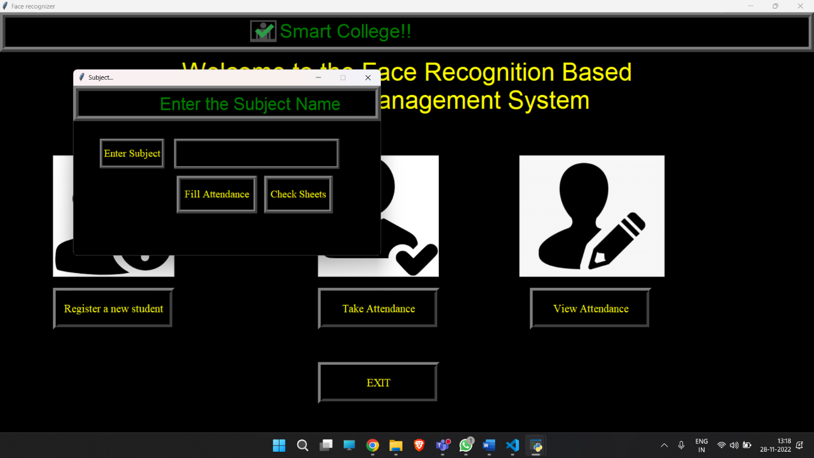 Face recognizer
Smart College!!
Welcome to the Face Recognition Based
anagement System
Subject...
Enter the Subject Name
Enter Subject
Fill Attendance
Check Sheets
Register a new student
Take Attendance
View Attendance
EXIT
ENG
IN
13:18
28-11-2022